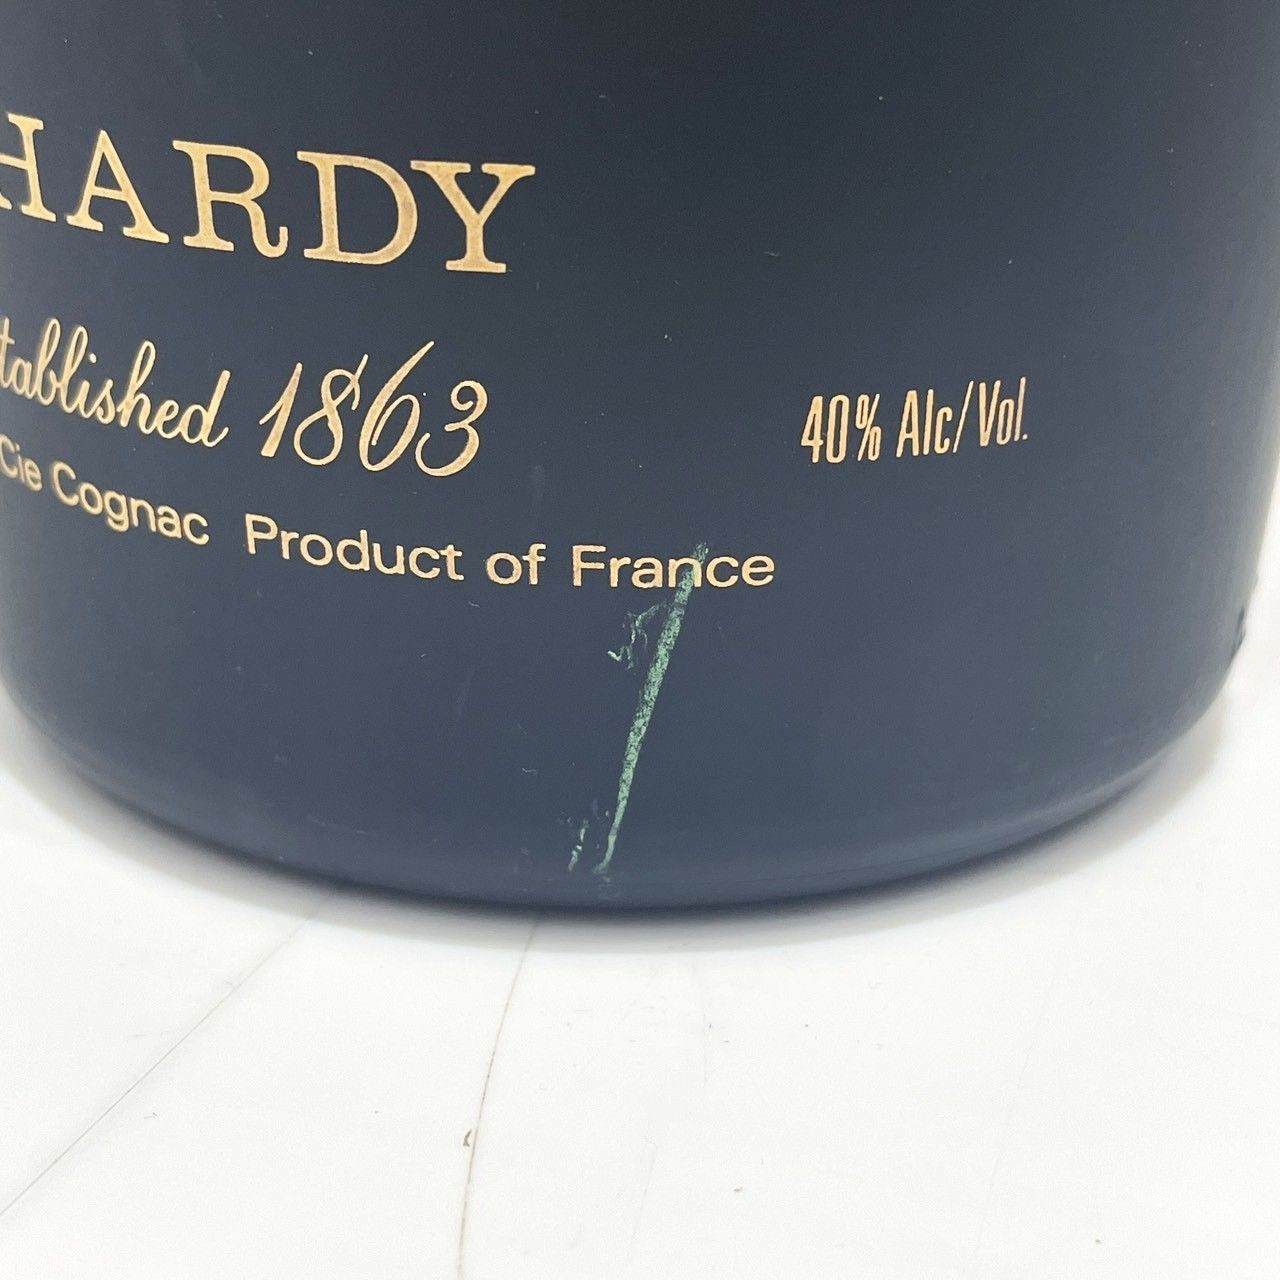 HARDY
tablished 1863
40% Alc/Vol.
Cie Cognac Product of France